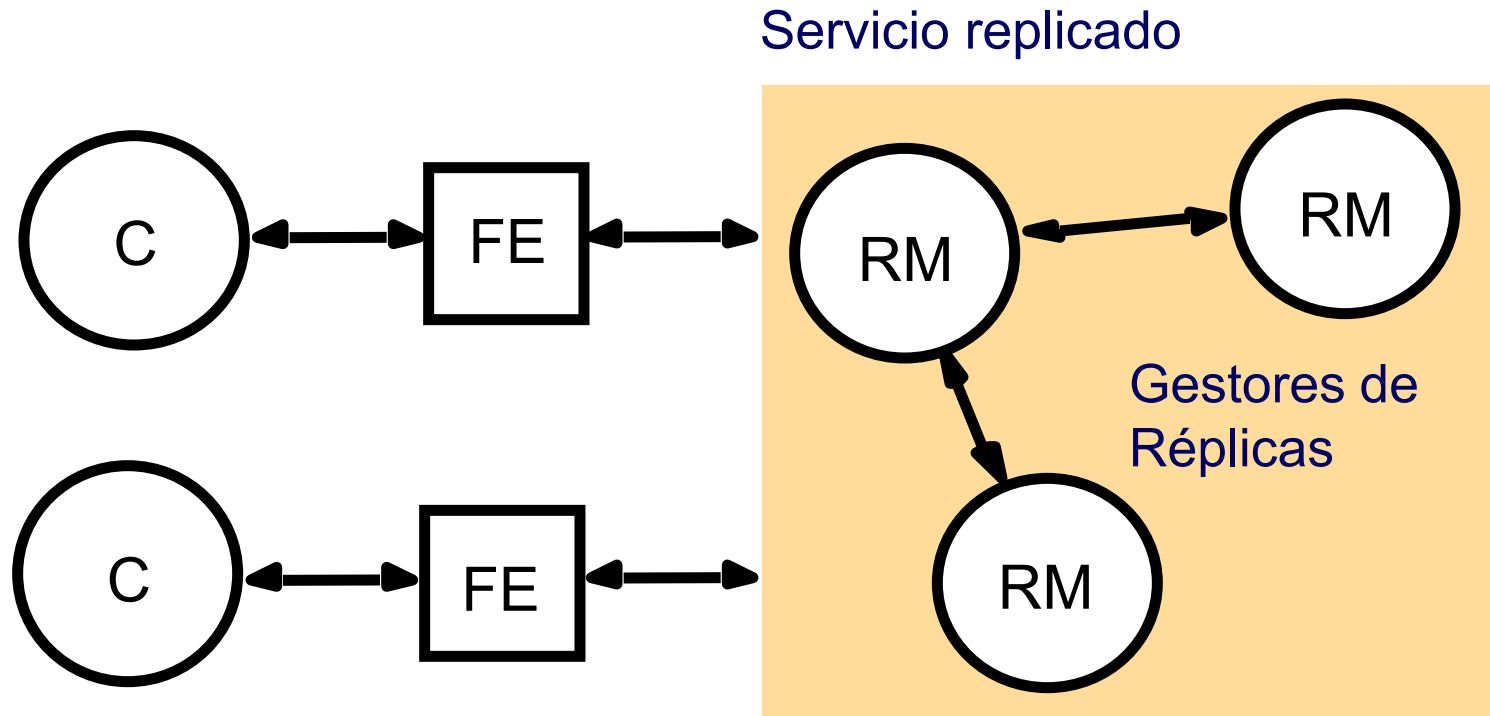 Servicio replicado
C
FE
RM
RM
Gestores de
Réplicas
C
FE
RM